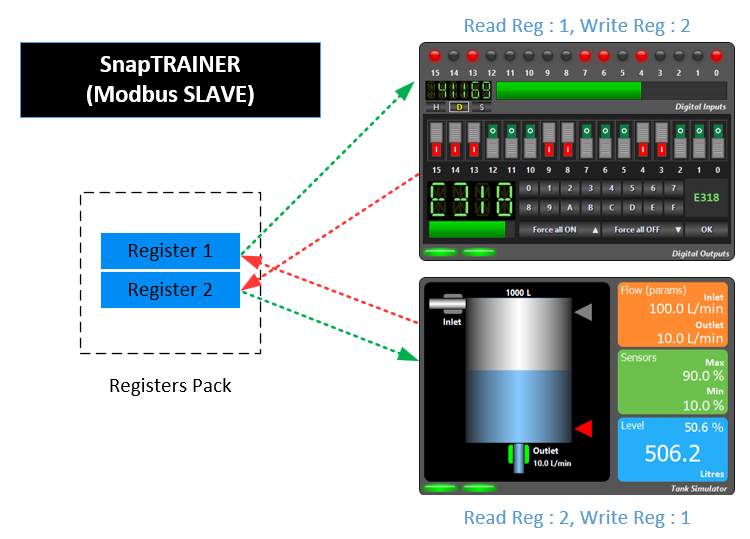 Read Reg : 1, Write Reg : 2
SnapTRAINER
(Modbus SLAVE)
15 14 13 12 11 10 9 8 7 6 5 4 3 2 1 0
41169
H D S
Digital Inputs
15 14 13 12 11 10 9 8 7 6 5 4 3 2 1 0
E318
0 1 2 3 4 5 6 7
8 9 A B C D E F
E318
Force all ON ▲ Force all OFF ▼ OK
Digital Outputs
Register 1
Register 2
Registers Pack
1000 L
Inlet
Outlet
10.0 L/min
Flow (params)
Inlet
100.0 L/min
Outlet
10.0 L/min
Sensors
Max
90.0 %
Min
10.0 %
Level 50.6 %
506.2
Litres
Tank Simulator
Read Reg : 2, Write Reg : 1